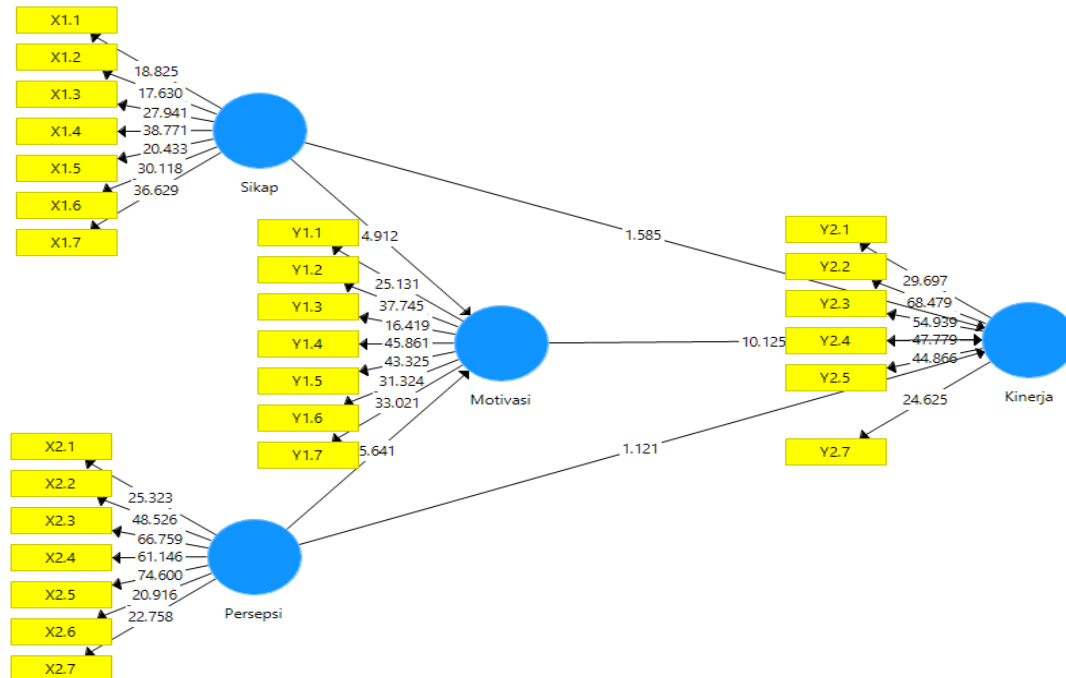 X1.1
X1.2
X1.3
X1.4
X1.5
X1.6
X1.7
18.825
17.630
27.941
38.771
20.433
30.118
36.629
Sikap
4.912
1.585
Y1.1
Y1.2
Y1.3
Y1.4
Y1.5
Y1.6
Y1.7
25.131
37.745
16.419
45.861
43.325
31.324
33.021
Motivasi
10.125
5.641
Y2.1
Y2.2
Y2.3
Y2.4
Y2.5
Y2.7
29.697
68.479
54.939
47.779
44.866
24.625
Kinerja
1.121
X2.1
X2.2
X2.3
X2.4
X2.5
X2.6
X2.7
25.323
48.526
66.759
61.146
74.600
20.916
22.758
Persepsi